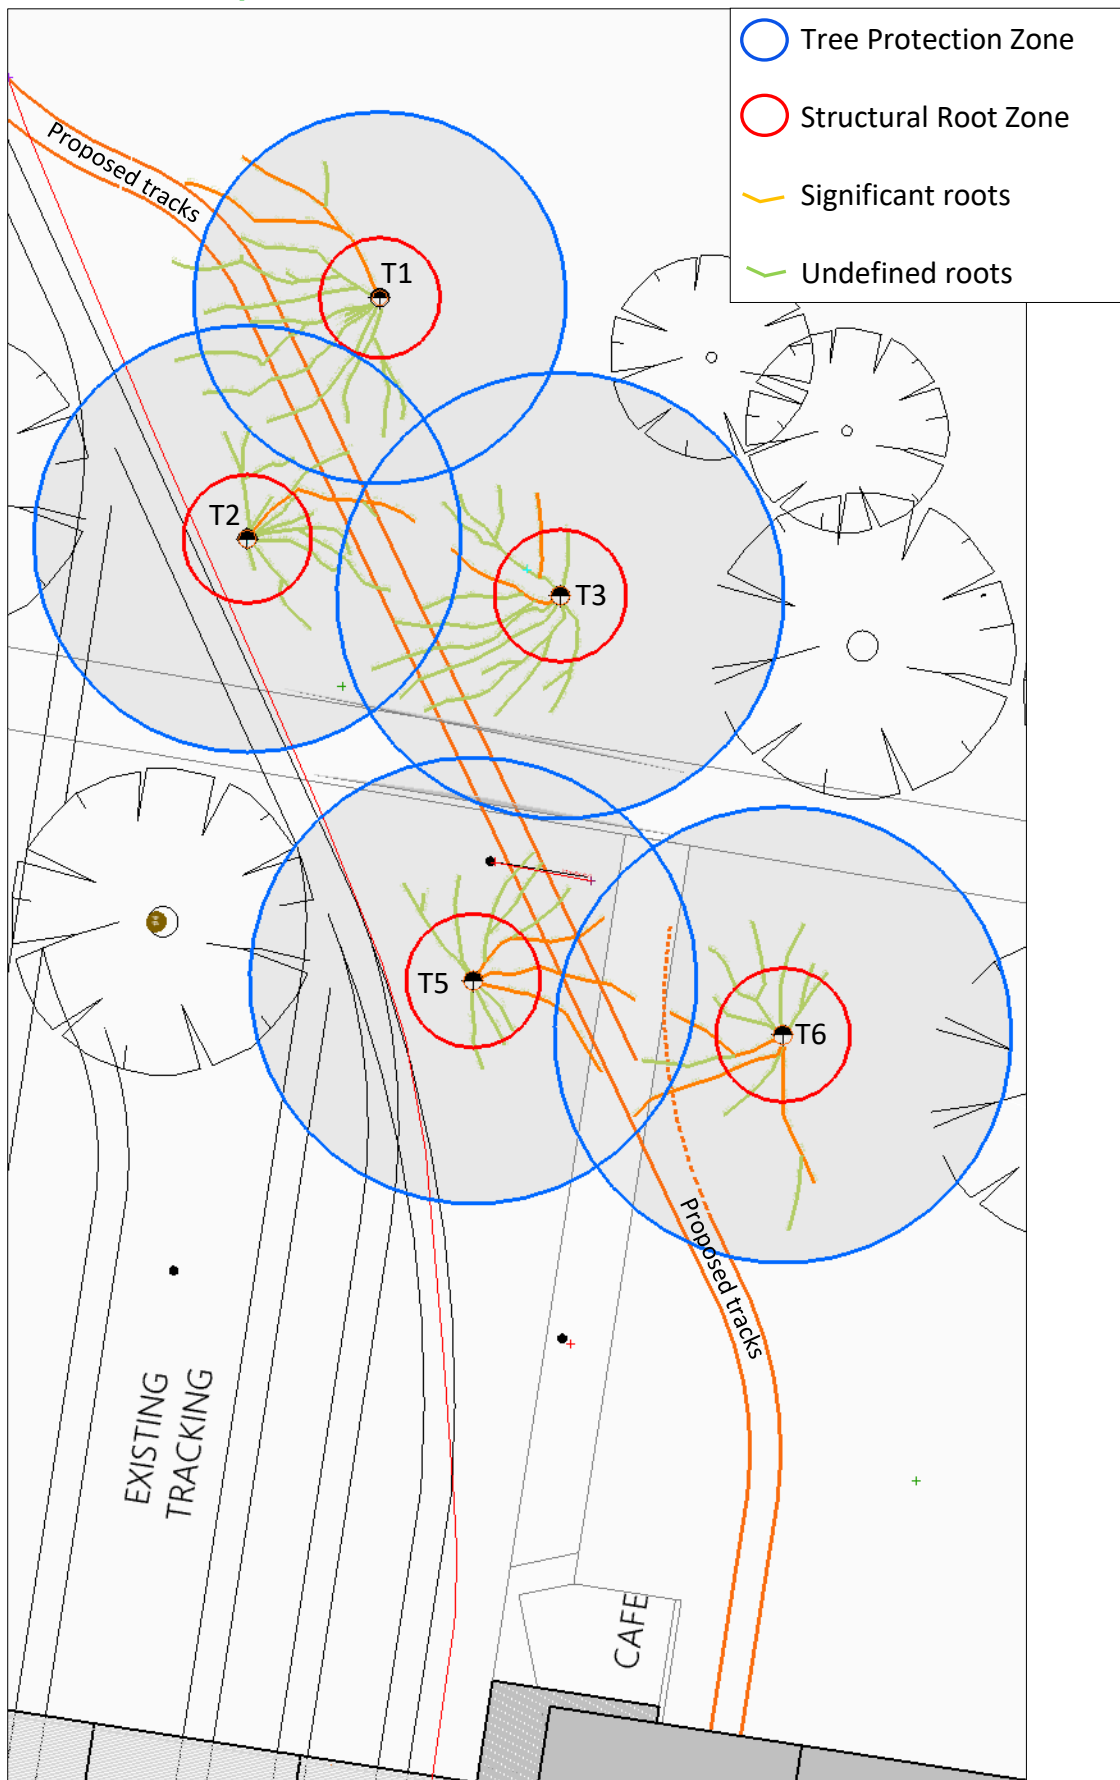 Tree Protection Zone
Structural Root Zone
Significant roots
Undefined roots
Proposed tracks
T1
T2
T3
T5
T6
Proposed tracks
EXISTING
TRACKING
CAFE